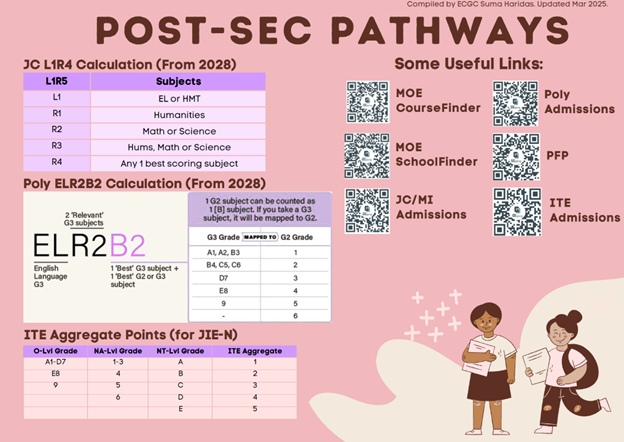 Compiled by ECGC Suma Haridas. Updated Mar 2025.
POST-SEC PATHWAYS
JC L1R4 Calculation (From 2028)
L1R5 Subjects
L1 EL or HMT
R1 Humanities
R2 Math or Science
R3 Hums, Math or Science
R4 Any 1 best scoring subject
Poly ELR2B2 Calculation (From 2028)
2 'Relevant'
G3 subjects
ELR2B2
English
Language
G3
1 'Best' G3 subject +
1 'Best' G2 or G3
subject
1 G2 subject can be counted as
1 [B] subject. If you take a G3
subject, it will be mapped to G2.
G3 Grade MAPPED TO G2 Grade
A1, A2, B3 1
B4, C5, C6 2
D7 3
E8 4
9 5
- 6
ITE Aggregate Points (for JIE-N)
O-Lvl Grade NA-Lvl Grade NT-Lvl Grade ITE Aggregate
A1-D7 1-3 A 1
E8 4 B 2
9 5 C 3
6 D 4
E 5
Some Useful Links:
MOE
CourseFinder
Poly
Admissions
MOE
SchoolFinder
PFP
JC/MI
Admissions
ITE
Admissions